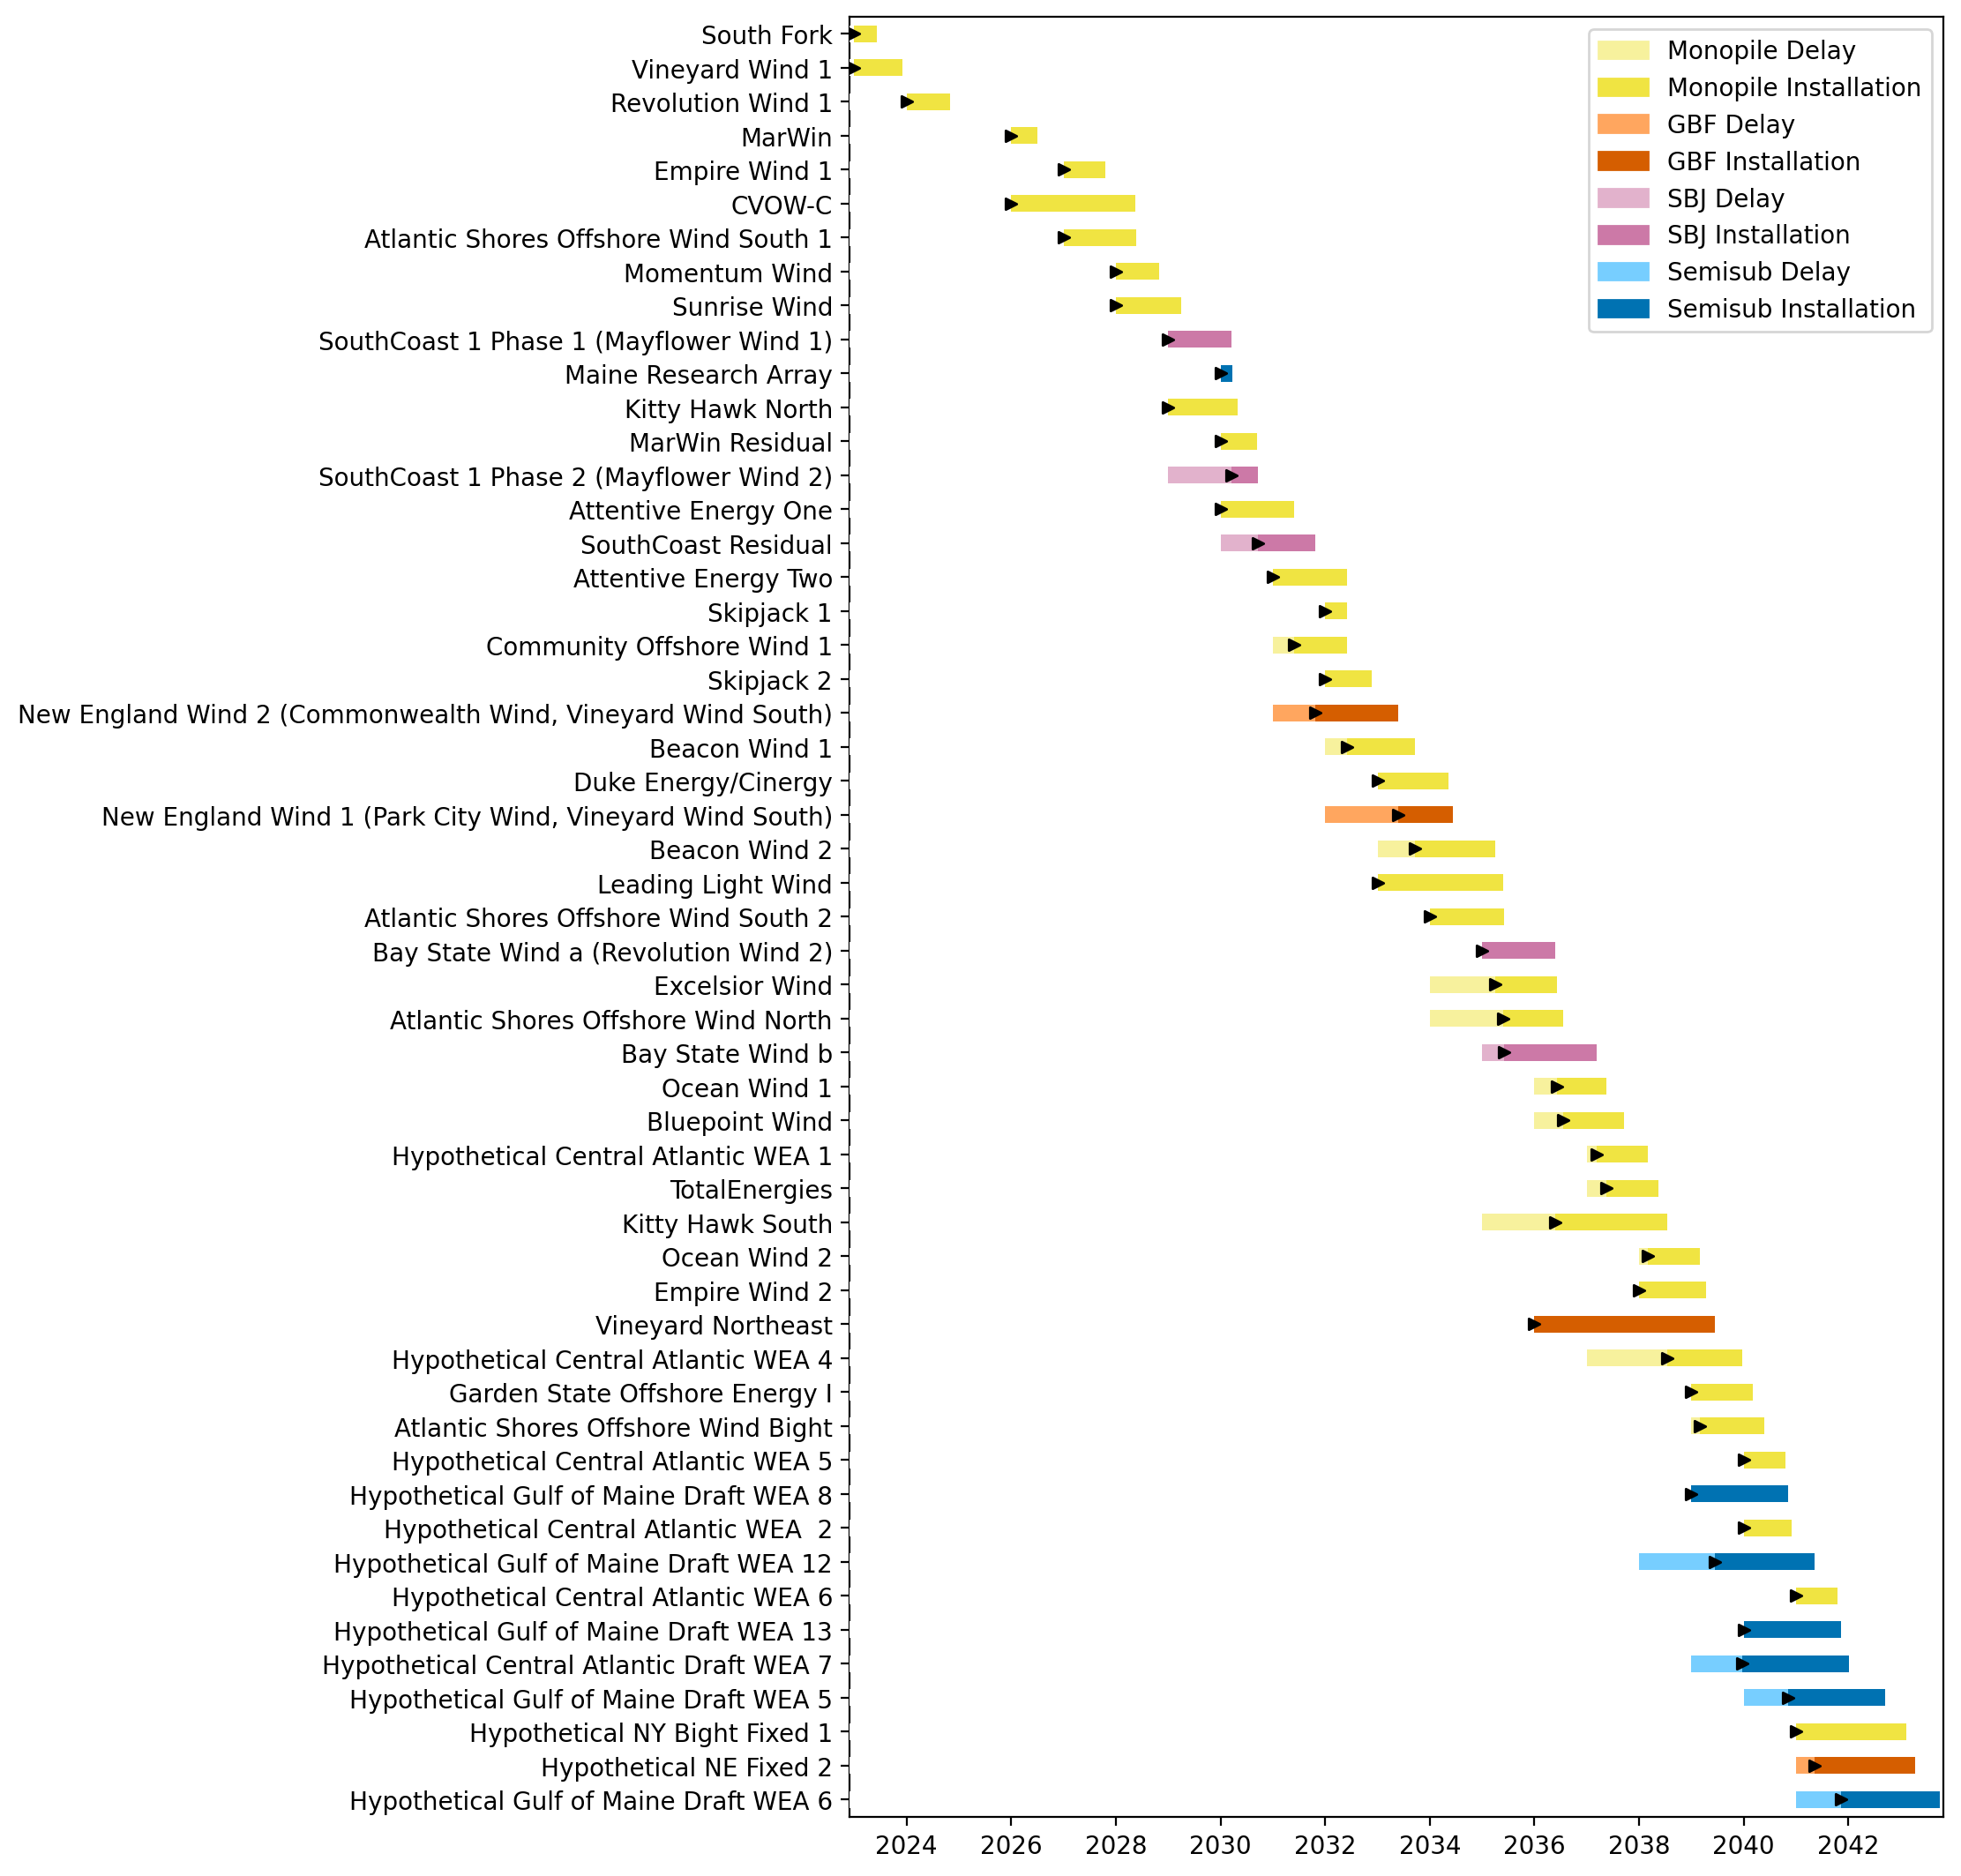 South Fork
Vineyard Wind 1
Revolution Wind 1
MarWin
Empire Wind 1
CVOW-C
Atlantic Shores Offshore Wind South 1
Momentum Wind
Sunrise Wind
SouthCoast 1 Phase 1 (Mayflower Wind 1)
Maine Research Array
Kitty Hawk North
MarWin Residual
SouthCoast 1 Phase 2 (Mayflower Wind 2)
Attentive Energy One
SouthCoast Residual
Attentive Energy Two
Skipjack 1
Community Offshore Wind 1
Skipjack 2
New England Wind 2 (Commonwealth Wind, Vineyard Wind South)
Beacon Wind 1
Duke Energy/Cinergy
New England Wind 1 (Park City Wind, Vineyard Wind South)
Beacon Wind 2
Leading Light Wind
Atlantic Shores Offshore Wind South 2
Bay State Wind a (Revolution Wind 2)
Excelsior Wind
Atlantic Shores Offshore Wind North
Bay State Wind b
Ocean Wind 1
Bluepoint Wind
Hypothetical Central Atlantic WEA 1
TotalEnergies
Kitty Hawk South
Ocean Wind 2
Empire Wind 2
Vineyard Northeast
Hypothetical Central Atlantic WEA 4
Garden State Offshore Energy I
Atlantic Shores Offshore Wind Bight
Hypothetical Central Atlantic WEA 5
Hypothetical Gulf of Maine Draft WEA 8
Hypothetical Central Atlantic WEA  2
Hypothetical Gulf of Maine Draft WEA 12
Hypothetical Central Atlantic WEA 6
Hypothetical Gulf of Maine Draft WEA 13
Hypothetical Central Atlantic Draft WEA 7
Hypothetical Gulf of Maine Draft WEA 5
Hypothetical NY Bight Fixed 1
Hypothetical NE Fixed 2
Hypothetical Gulf of Maine Draft WEA 6
Monopile Delay
Monopile Installation
GBF Delay
GBF Installation
SBJ Delay
SBJ Installation
Semisub Delay
Semisub Installation
2024 2026 2028 2030 2032 2034 2036 2038 2040 2042